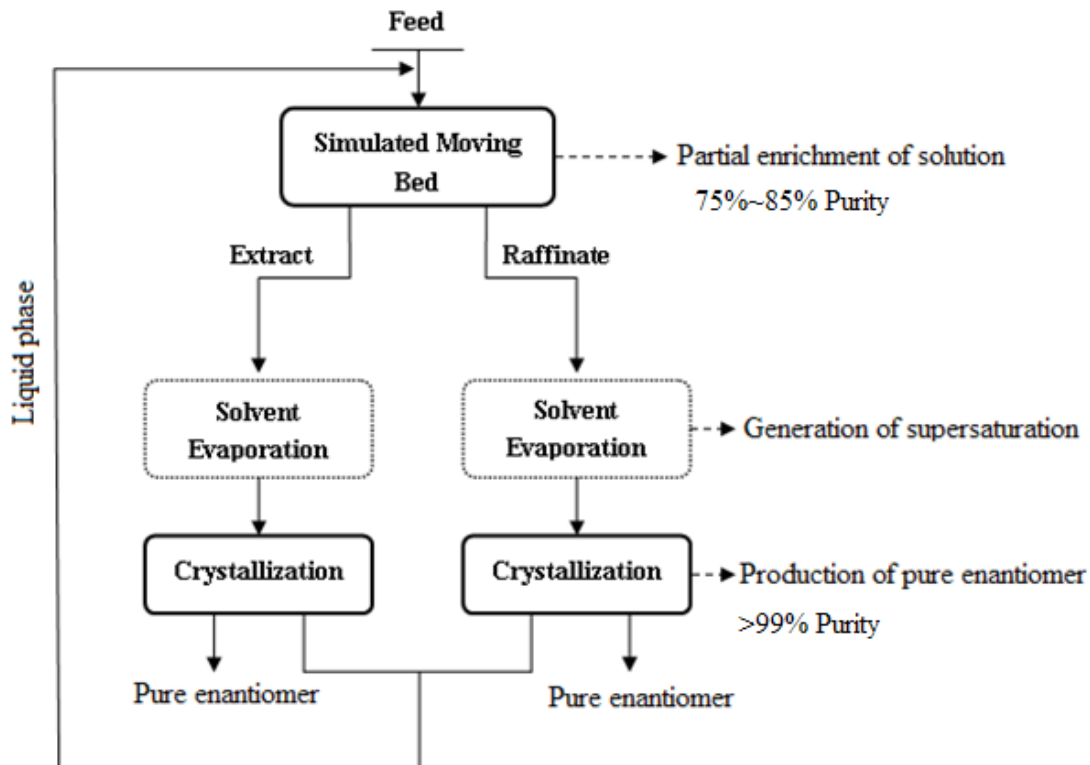 Feed
Simulated Moving
Bed
Partial enrichment of solution
75%~85% Purity
Extract
Raffinate
Liquid phase
Solvent
Evaporation
Solvent
Evaporation
Generation of supersaturation
Crystallization
Crystallization
Production of pure enantiomer
>99% Purity
Pure enantiomer
Pure enantiomer